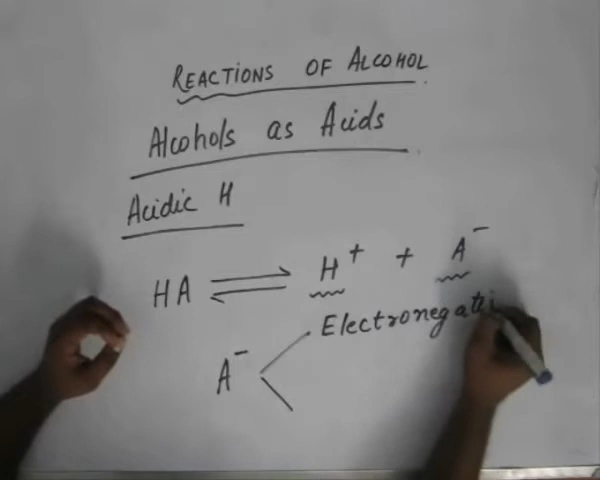 REACTIONS OF ALCOHOL
Alcohols as Acids
Acidic H
HA ⇌ H⁺ + A⁻
Electronegati
A⁻